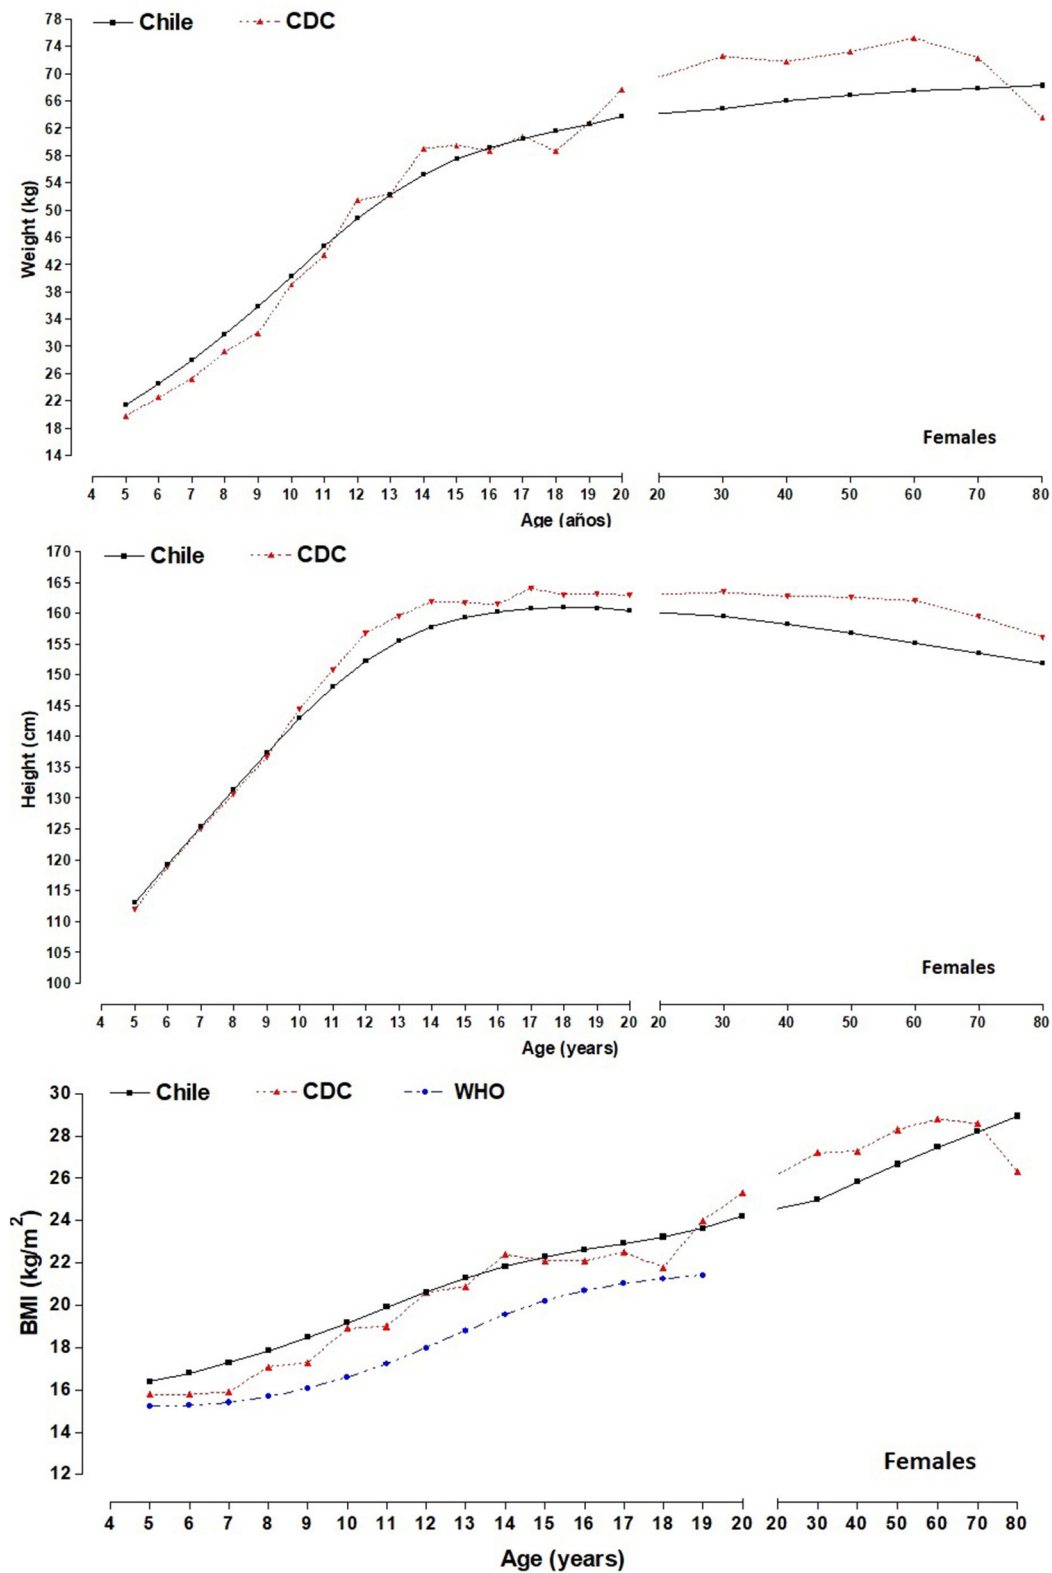 Chile CDC
78
74
70
66
62
58
54
50
46
42
38
34
30
26
22
18
14
Weight (kg)
Females
4 5 6 7 8 9 10 11 12 13 14 15 16 17 18 19 20 20 30 40 50 60 70 80
Age (años)
Chile CDC
170
165
160
155
150
145
140
135
130
125
120
115
110
105
100
Height (cm)
Females
4 5 6 7 8 9 10 11 12 13 14 15 16 17 18 19 20 20 30 40 50 60 70 80
Age (years)
Chile CDC WHO
30
28
26
24
22
20
18
16
14
12
BMI (kg/m²)
Females
4 5 6 7 8 9 10 11 12 13 14 15 16 17 18 19 20 20 30 40 50 60 70 80
Age (years)